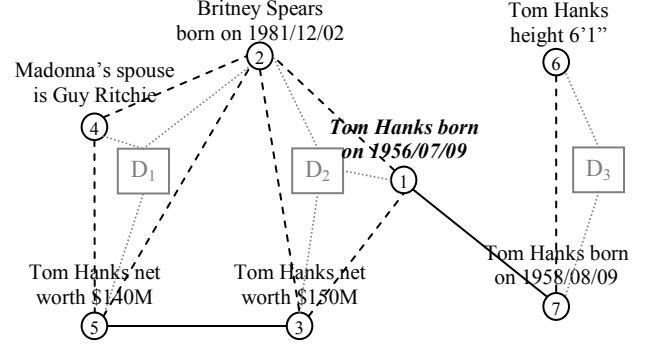 Britney Spears
born on 1981/12/02
2
Tom Hanks
height 6’1”
6
Madonna’s spouse
is Guy Ritchie
4
Tom Hanks born
on 1956/07/09
1
D1
D2
D3
Tom Hanks net
worth $140M
5
Tom Hanks net
worth $150M
3
Tom Hanks born
on 1958/08/09
7